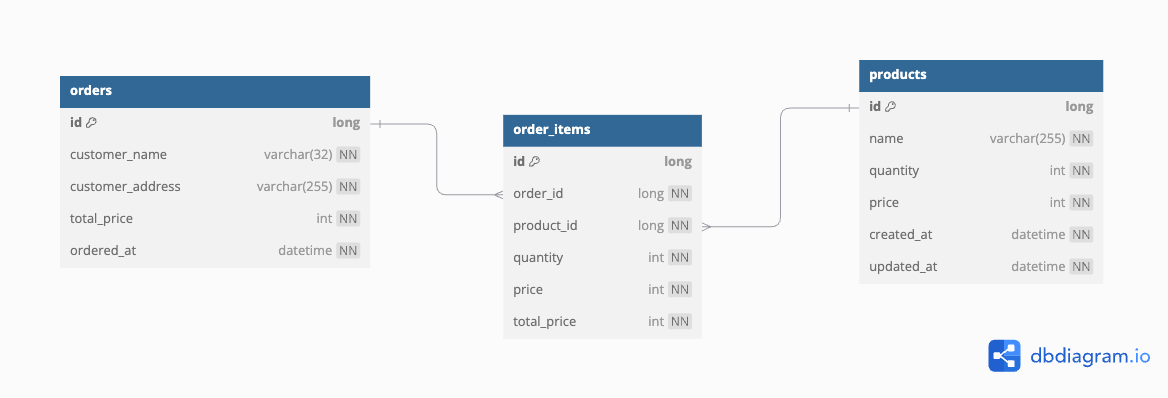 orders
id long
customer_name varchar(32) NN
customer_address varchar(255) NN
total_price int NN
ordered_at datetime NN
order_items
id long
order_id long NN
product_id long NN
quantity int NN
price int NN
total_price int NN
products
id long
name varchar(255) NN
quantity int NN
price int NN
created_at datetime NN
updated_at datetime NN
dbdiagram.io